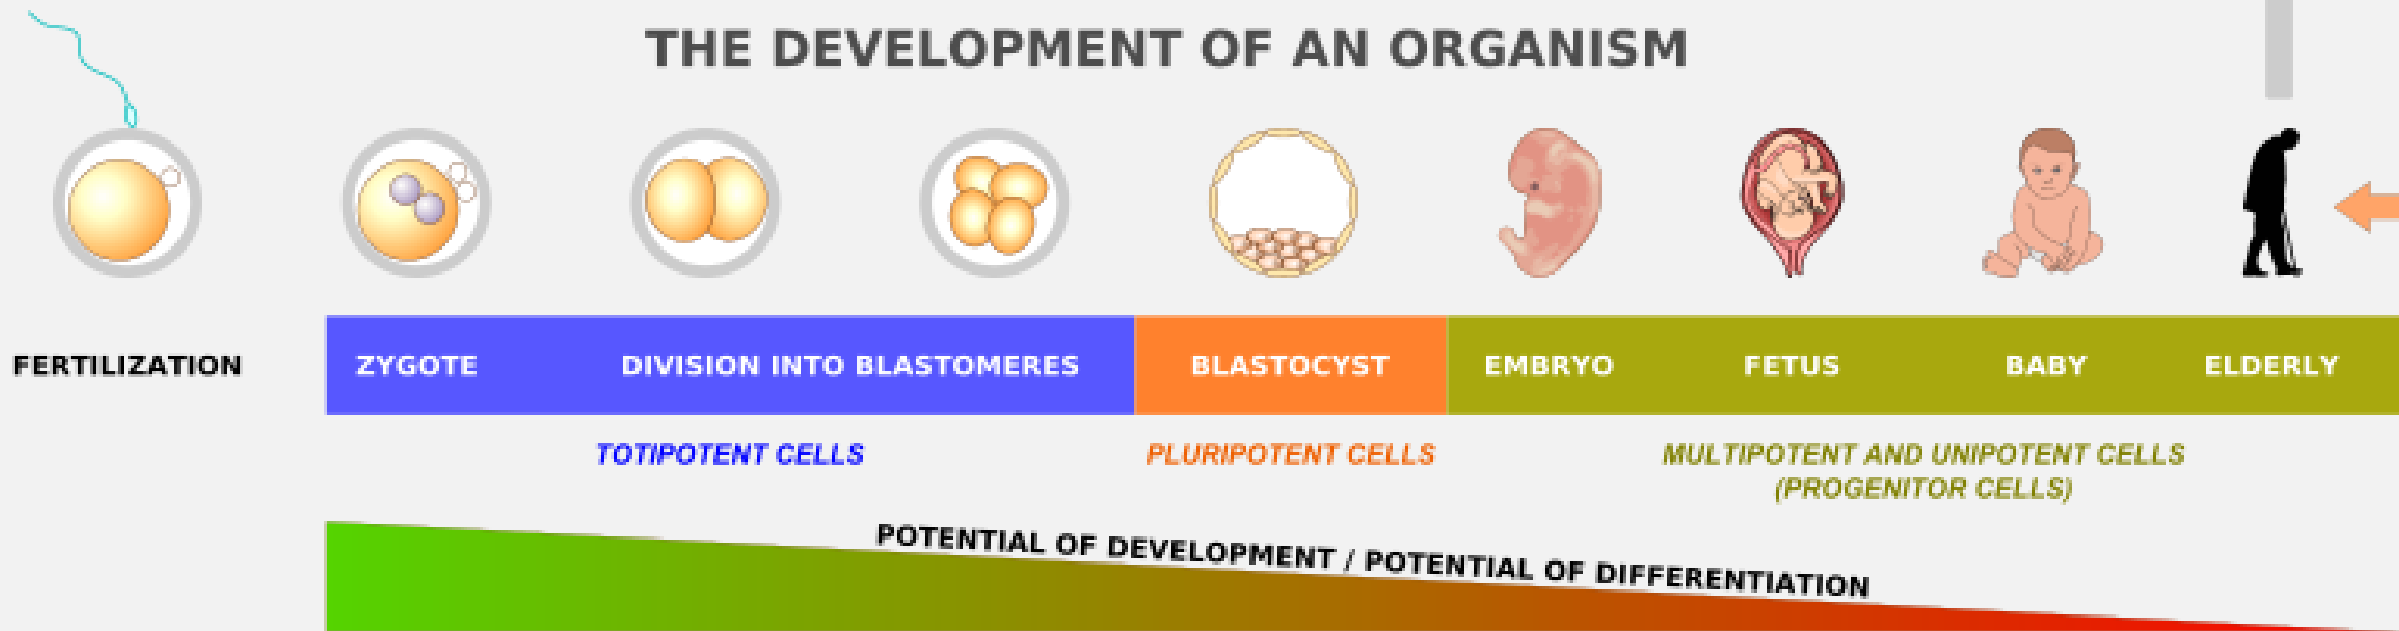 THE DEVELOPMENT OF AN ORGANISM
FERTILIZATION
ZYGOTE
DIVISION INTO BLASTOMERES
BLASTOCYST
EMBRYO
FETUS
BABY
ELDERLY
TOTIPOTENT CELLS
PLURIPOTENT CELLS
MULTIPOTENT AND UNIPOTENT CELLS
(PROGENITOR CELLS)
POTENTIAL OF DEVELOPMENT / POTENTIAL OF DIFFERENTIATION